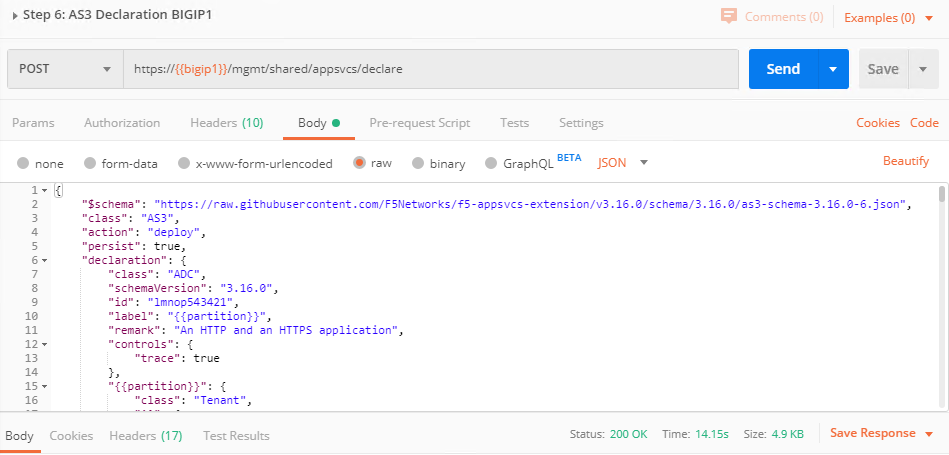 Step 6: AS3 Declaration BIGIP1
Comments (0)
Examples (0)
POST
https://{{bigip1}}/mgmt/shared/appsvcs/declare
Send
Save
Params
Authorization
Headers (10)
Body
Pre-request Script
Tests
Settings
Cookies
Code
none
form-data
x-www-form-urlencoded
raw
binary
GraphQL BETA
JSON
Beautify
1 {
2 "$schema": "https://raw.githubusercontent.com/F5Networks/f5-appsvcs-extension/v3.16.0/schema/3.16.0/as3-schema-3.16.0-6.json",
3 "class": "AS3",
4 "action": "deploy",
5 "persist": true,
6 "declaration": {
7 "class": "ADC",
8 "schemaVersion": "3.16.0",
9 "id": "lmnop543421",
10 "label": "{{partition}}",
11 "remark": "An HTTP and an HTTPS application",
12 "controls": {
13 "trace": true
14 },
15 "{{partition}}": {
16 "class": "Tenant",
Body
Cookies
Headers (17)
Test Results
Status: 200 OK
Time: 14.15s
Size: 4.9 KB
Save Response